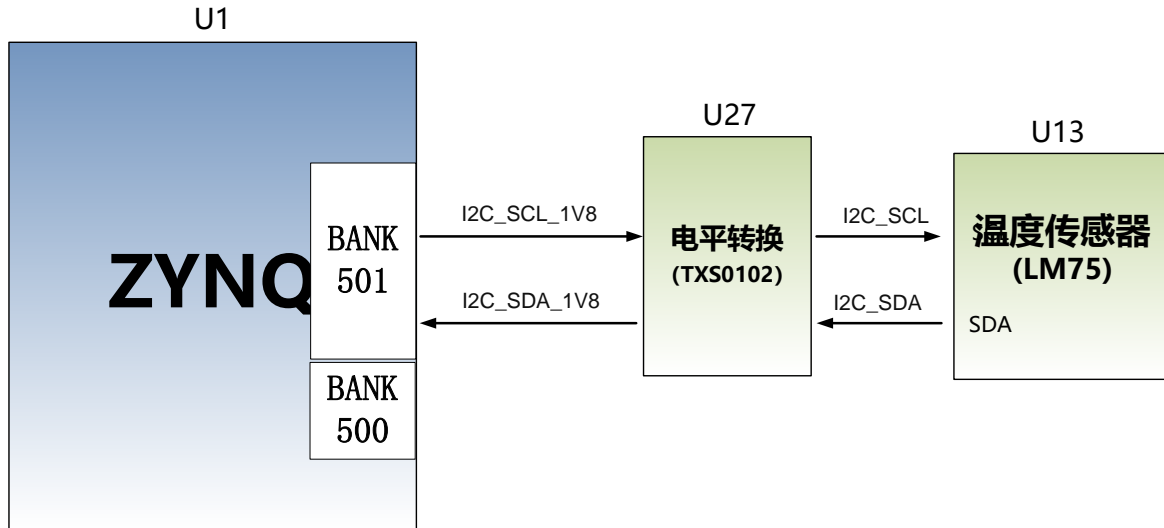 U1
U27
U13
ZYNQ
BANK
501
BANK
500
I2C_SCL_1V8
I2C_SDA_1V8
电平转换
(TXS0102)
I2C_SCL
I2C_SDA
温度传感器
(LM75)
SDA